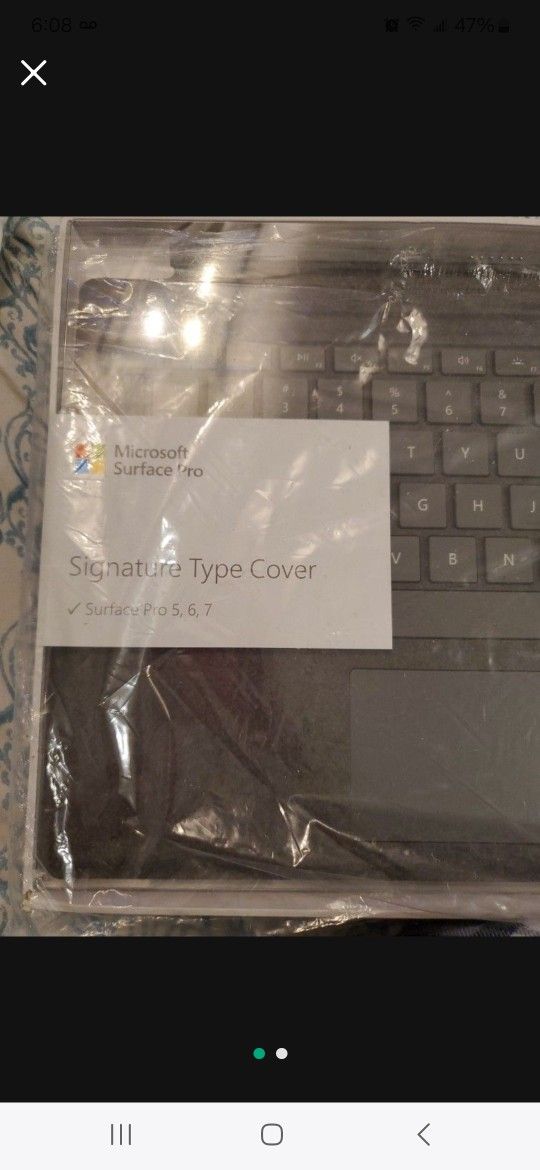 6:08
47%
# $ % ^ &
3 4 5 6 7
Microsoft
Surface Pro
T Y U
G H J
Signature Type Cover
V B N
✓ Surface Pro 5, 6, 7